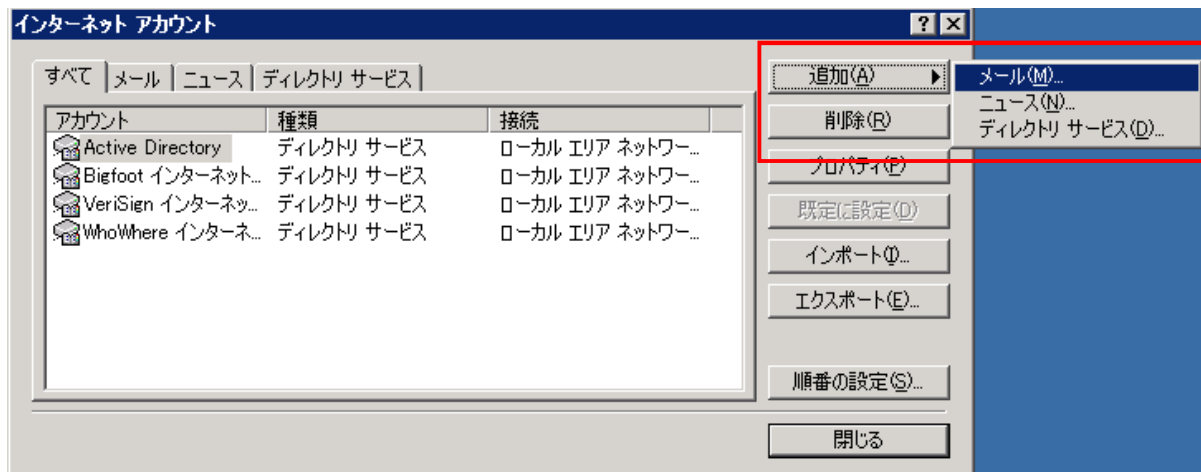 インターネット アカウント
すべて メール ニュース ディレクトリ サービス
アカウント 種類 接続
Active Directory ディレクトリ サービス ローカル エリア ネットワー...
Bigfoot インターネット... ディレクトリ サービス ローカル エリア ネットワー...
VeriSign インターネッ... ディレクトリ サービス ローカル エリア ネットワー...
WhoWhere インターネ... ディレクトリ サービス ローカル エリア ネットワー...
追加(A)
削除(R)
プロパティ(P)
既定に設定(D)
インポート(I)...
エクスポート(E)...
順番の設定(S)...
閉じる
メール(M)...
ニュース(N)...
ディレクトリ サービス(D)...